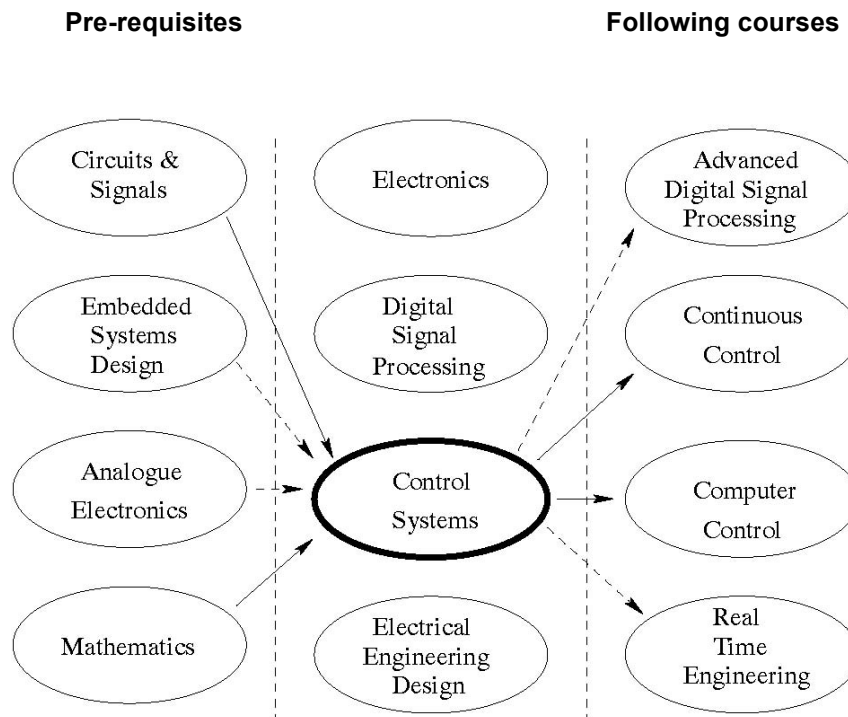 Pre-requisites
Following courses
Circuits &
Signals
Electronics
Advanced
Digital Signal
Processing
Embedded
Systems
Design
Digital
Signal
Processing
Continuous
Control
Analogue
Electronics
Control
Systems
Computer
Control
Mathematics
Electrical
Engineering
Design
Real
Time
Engineering